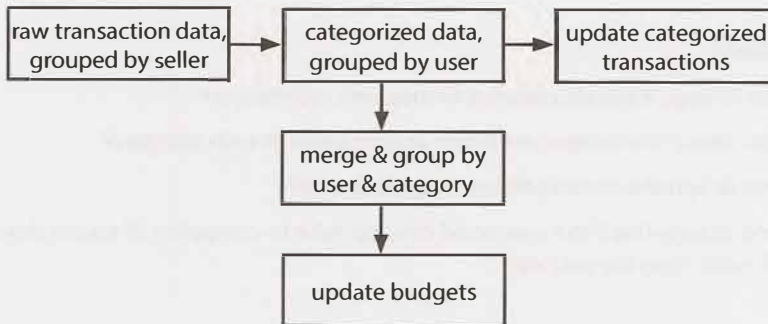 raw transaction data,
grouped by seller
categorized data,
grouped by user
update categorized
transactions
merge & group by
user & category
update budgets